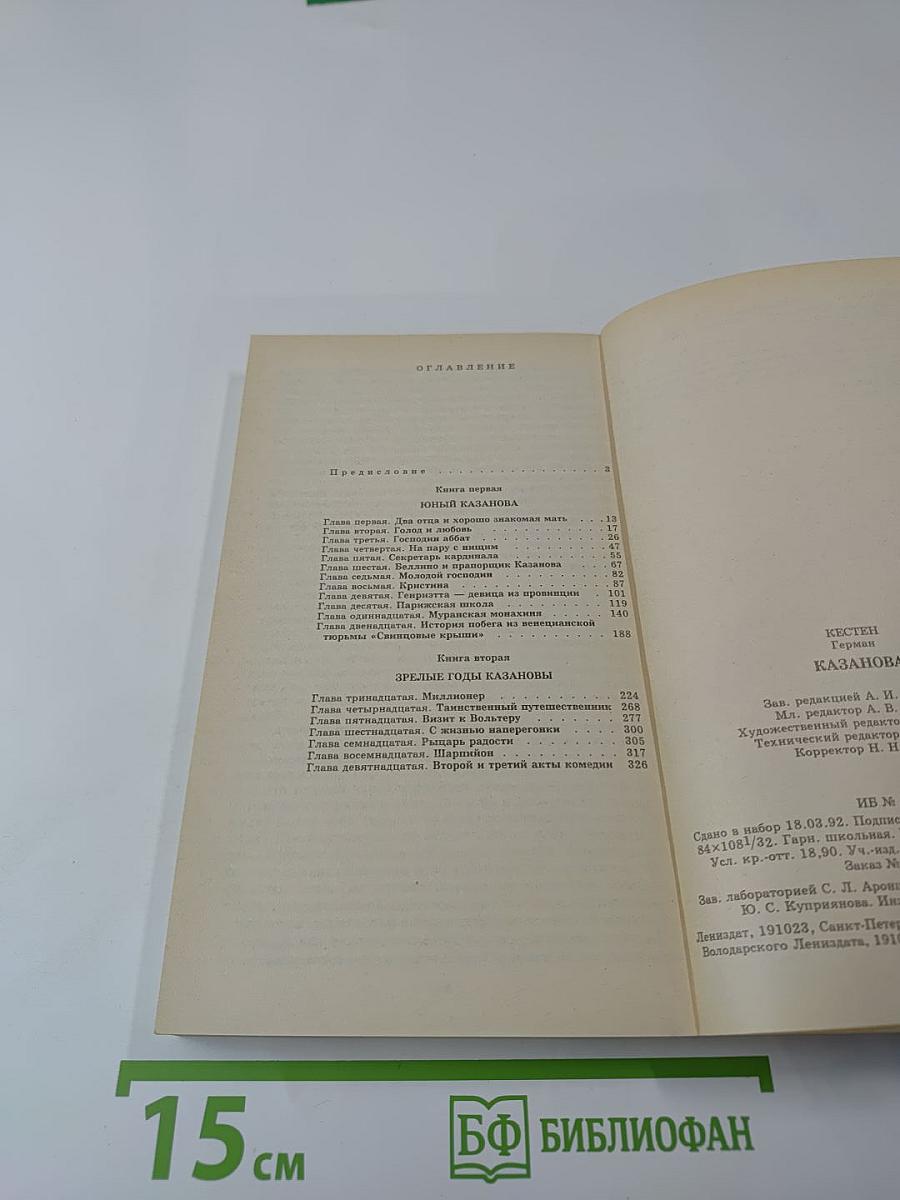 ОГЛАВЛЕНИЕ
Предисловие . . . . . . . . . . . . . . . . 3
Книга первая
ЮНЫЙ КАЗАНОВА
Глава первая. Два отца и хорошо знакомая мать . . . 13
Глава вторая. Голод и любовь . . . . . . . . . . 17
Глава третья. Господин аббат . . . . . . . . . . . 26
Глава четвертая. На пару с нищим . . . . . . . . . 47
Глава пятая. Секретарь кардинала . . . . . . . . . 55
Глава шестая. Беллино и прапорщик Казанова . . . 67
Глава седьмая. Молодой господин . . . . . . . . . 82
Глава восьмая. Кристина . . . . . . . . . . . . 87
Глава девятая. Генриэтта — девица из провинции . 101
Глава десятая. Парижская школа . . . . . . . . . 119
Глава одиннадцатая. Муранская монахиня . . . . . . 140
Глава двенадцатая. История побега из венецианской
тюрьмы «Свинцовые крыши» . . . . . . . . . . 188
Книга вторая
ЗРЕЛЫЕ ГОДЫ КАЗАНОВЫ
Глава тринадцатая. Миллионер . . . . . . . . . . 224
Глава четырнадцатая. Таинственный путешественник 268
Глава пятнадцатая. Визит к Вольтеру . . . . . . . 277
Глава шестнадцатая. С жизнью наперегонки . . . . 300
Глава семнадцатая. Рыцарь радости . . . . . . . . 305
Глава восемнадцатая. Шарпийон . . . . . . . . . . 317
Глава девятнадцатая. Второй и третий акты комедии 326
КЕСТЕН
Герман
КАЗАНОВА
Зав. редакцией А. И.
Мл. редактор А. В.
Художественный редактор
Технический редактор
Корректор Н. Н
ИБ №
Сдано в набор 18.03.92. Подпис
84×108¹/32. Гарн. школьная.
Усл. кр.-отт. 18,90. Уч.-изд.
Заказ №
Зав. лабораторией С. Л. Арон
Ю. С. Куприянова. Ин
Лениздат, 191023, Санкт-Петер
Володарского Лениздата, 191
15 см
БФ БИБЛИОФАН